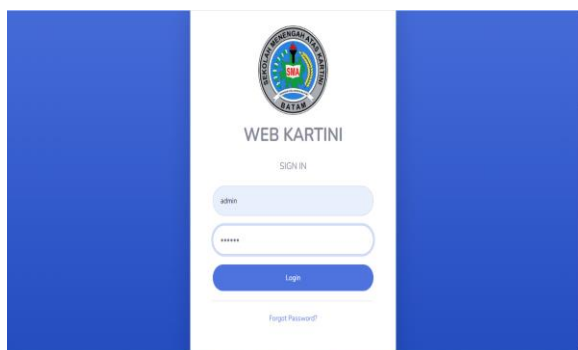 SEKOLAH MENENGAH ATAS KARTINI
SMA
BATAM
WEB KARTINI
SIGN IN
admin
••••••
Login
Forgot Password?